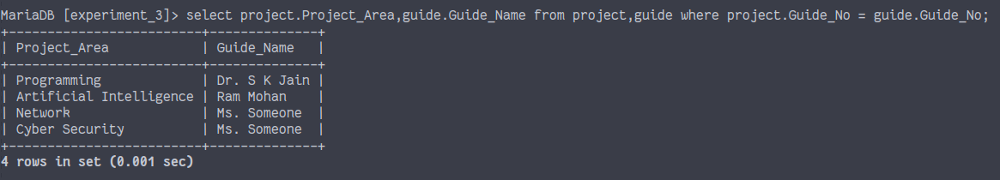 MariaDB [experiment_3]> select project.Project_Area,guide.Guide_Name from project,guide where project.Guide_No = guide.Guide_No;
+-------------------------+--------------+
| Project_Area            | Guide_Name   |
+-------------------------+--------------+
| Programming             | Dr. S K Jain |
| Artificial Intelligence | Ram Mohan    |
| Network                 | Ms. Someone  |
| Cyber Security          | Ms. Someone  |
+-------------------------+--------------+
4 rows in set (0.001 sec)